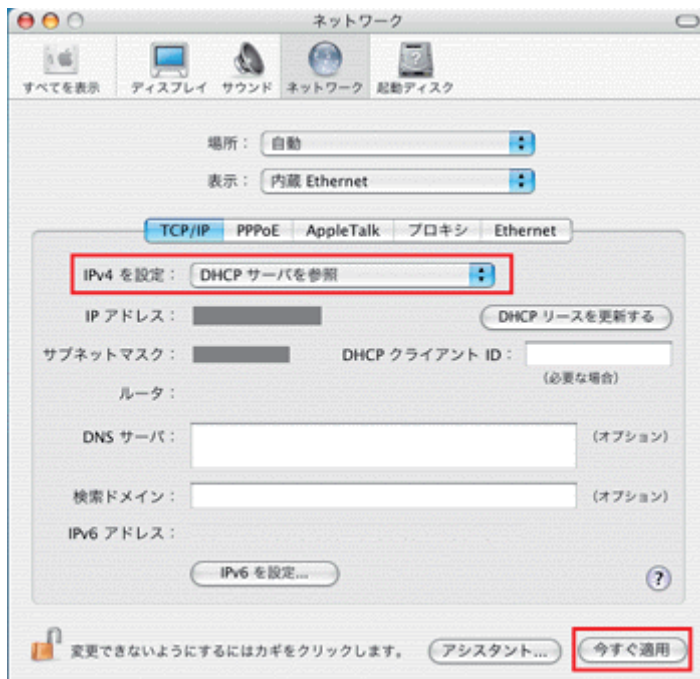 ネットワーク
すべてを表示 ディスプレイ サウンド ネットワーク 起動ディスク
場所： 自動
表示： 内蔵 Ethernet
TCP/IP PPPoE AppleTalk プロキシ Ethernet
IPv4 を設定： DHCP サーバを参照
IP アドレス： DHCP リースを更新する
サブネットマスク： DHCP クライアント ID：
(必要な場合)
ルータ：
DNS サーバ： (オプション)
検索ドメイン： (オプション)
IPv6 アドレス：
IPv6 を設定...
?
変更できないようにするにはカギをクリックします。 アシスタント... 今すぐ適用